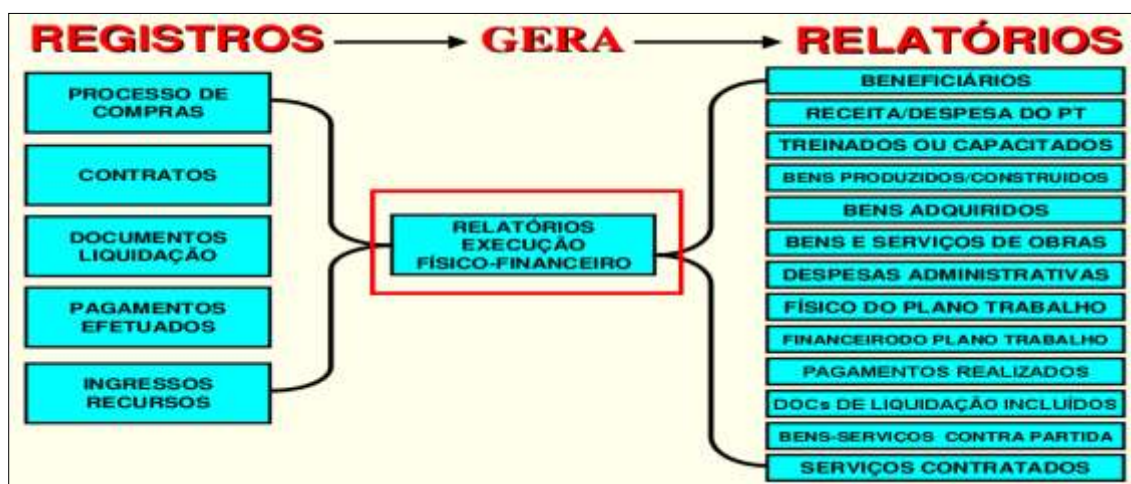 REGISTROS GERA RELATÓRIOS
PROCESSO DE
COMPRAS
CONTRATOS
DOCUMENTOS
LIQUIDAÇÃO
PAGAMENTOS
EFETUADOS
INGRESSOS
RECURSOS
RELATÓRIOS
EXECUÇÃO
FÍSICO-FINANCEIRO
BENEFICIÁRIOS
RECEITA/DESPESA DO PT
TREINADOS OU CAPACITADOS
BENS PRODUZIDOS/CONSTRUIDOS
BENS ADQUIRIDOS
BENS E SERVIÇOS DE OBRAS
DESPESAS ADMINISTRATIVAS
FÍSICO DO PLANO TRABALHO
FINANCEIRODO PLANO TRABALHO
PAGAMENTOS REALIZADOS
DOCs DE LIQUIDAÇÃO INCLUÍDOS
BENS-SERVIÇOS CONTRA PARTIDA
SERVIÇOS CONTRATADOS